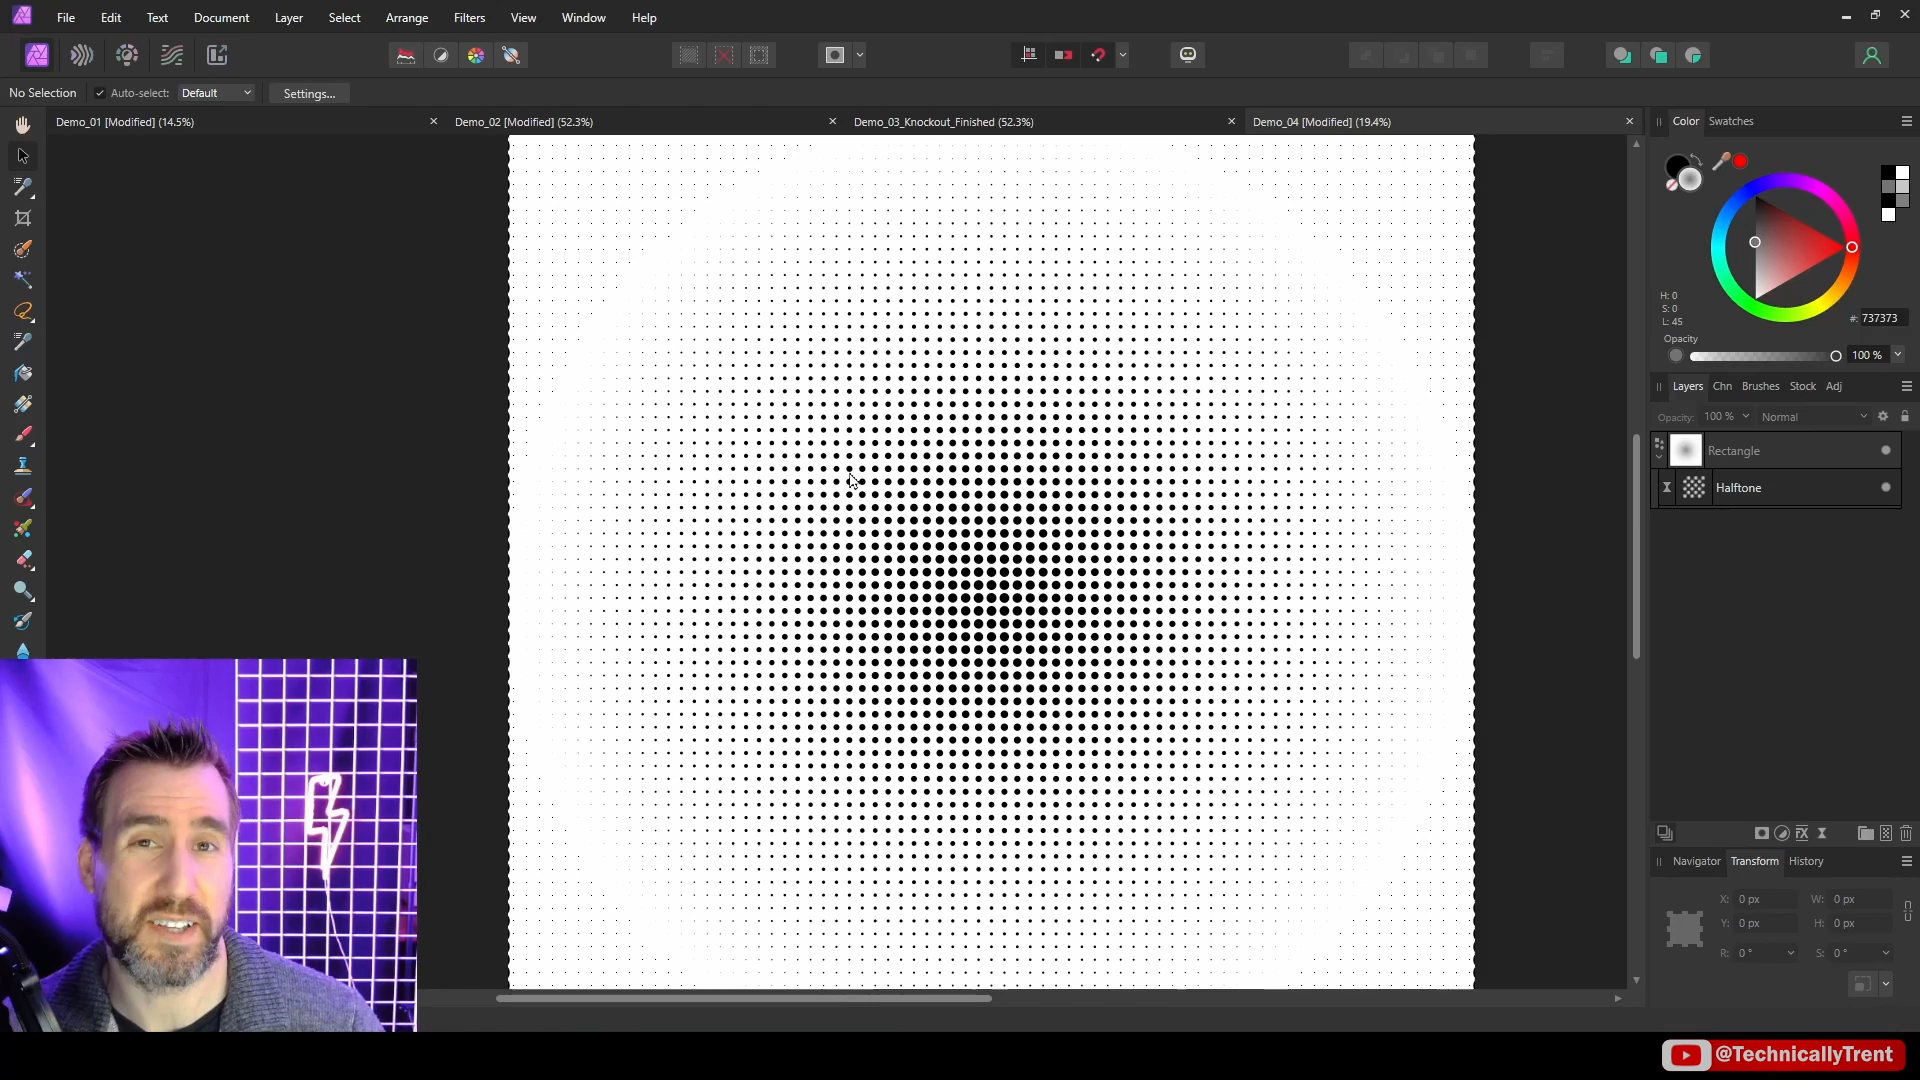 File Edit Text Document Layer Select Arrange Filters View Window Help
No Selection Auto-select: Default Settings...
Demo_01 [Modified] (14.5%) Demo_02 [Modified] (52.3%) Demo_03_Knockout_Finished (52.3%) Demo_04 [Modified] (19.4%)
Color Swatches
H: 0
S: 0
L: 45
#: 737373
Opacity
100 %
Layers Chn Brushes Stock Adj
Opacity: 100 % Normal
Rectangle
Halftone
Navigator Transform History
X: 0 px W: 0 px
Y: 0 px H: 0 px
R: 0 ° S: 0 °
@TechnicallyTrent